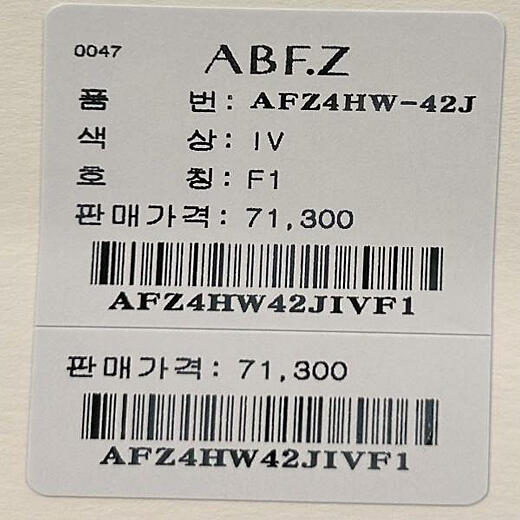 0047 ABF.Z
품 번: AFZ4HW-42J
색 상: IV
호 칭: F1
판매가격: 71,300
AFZ4HW42JIVF1
판매가격: 71,300
AFZ4HW42JIVF1